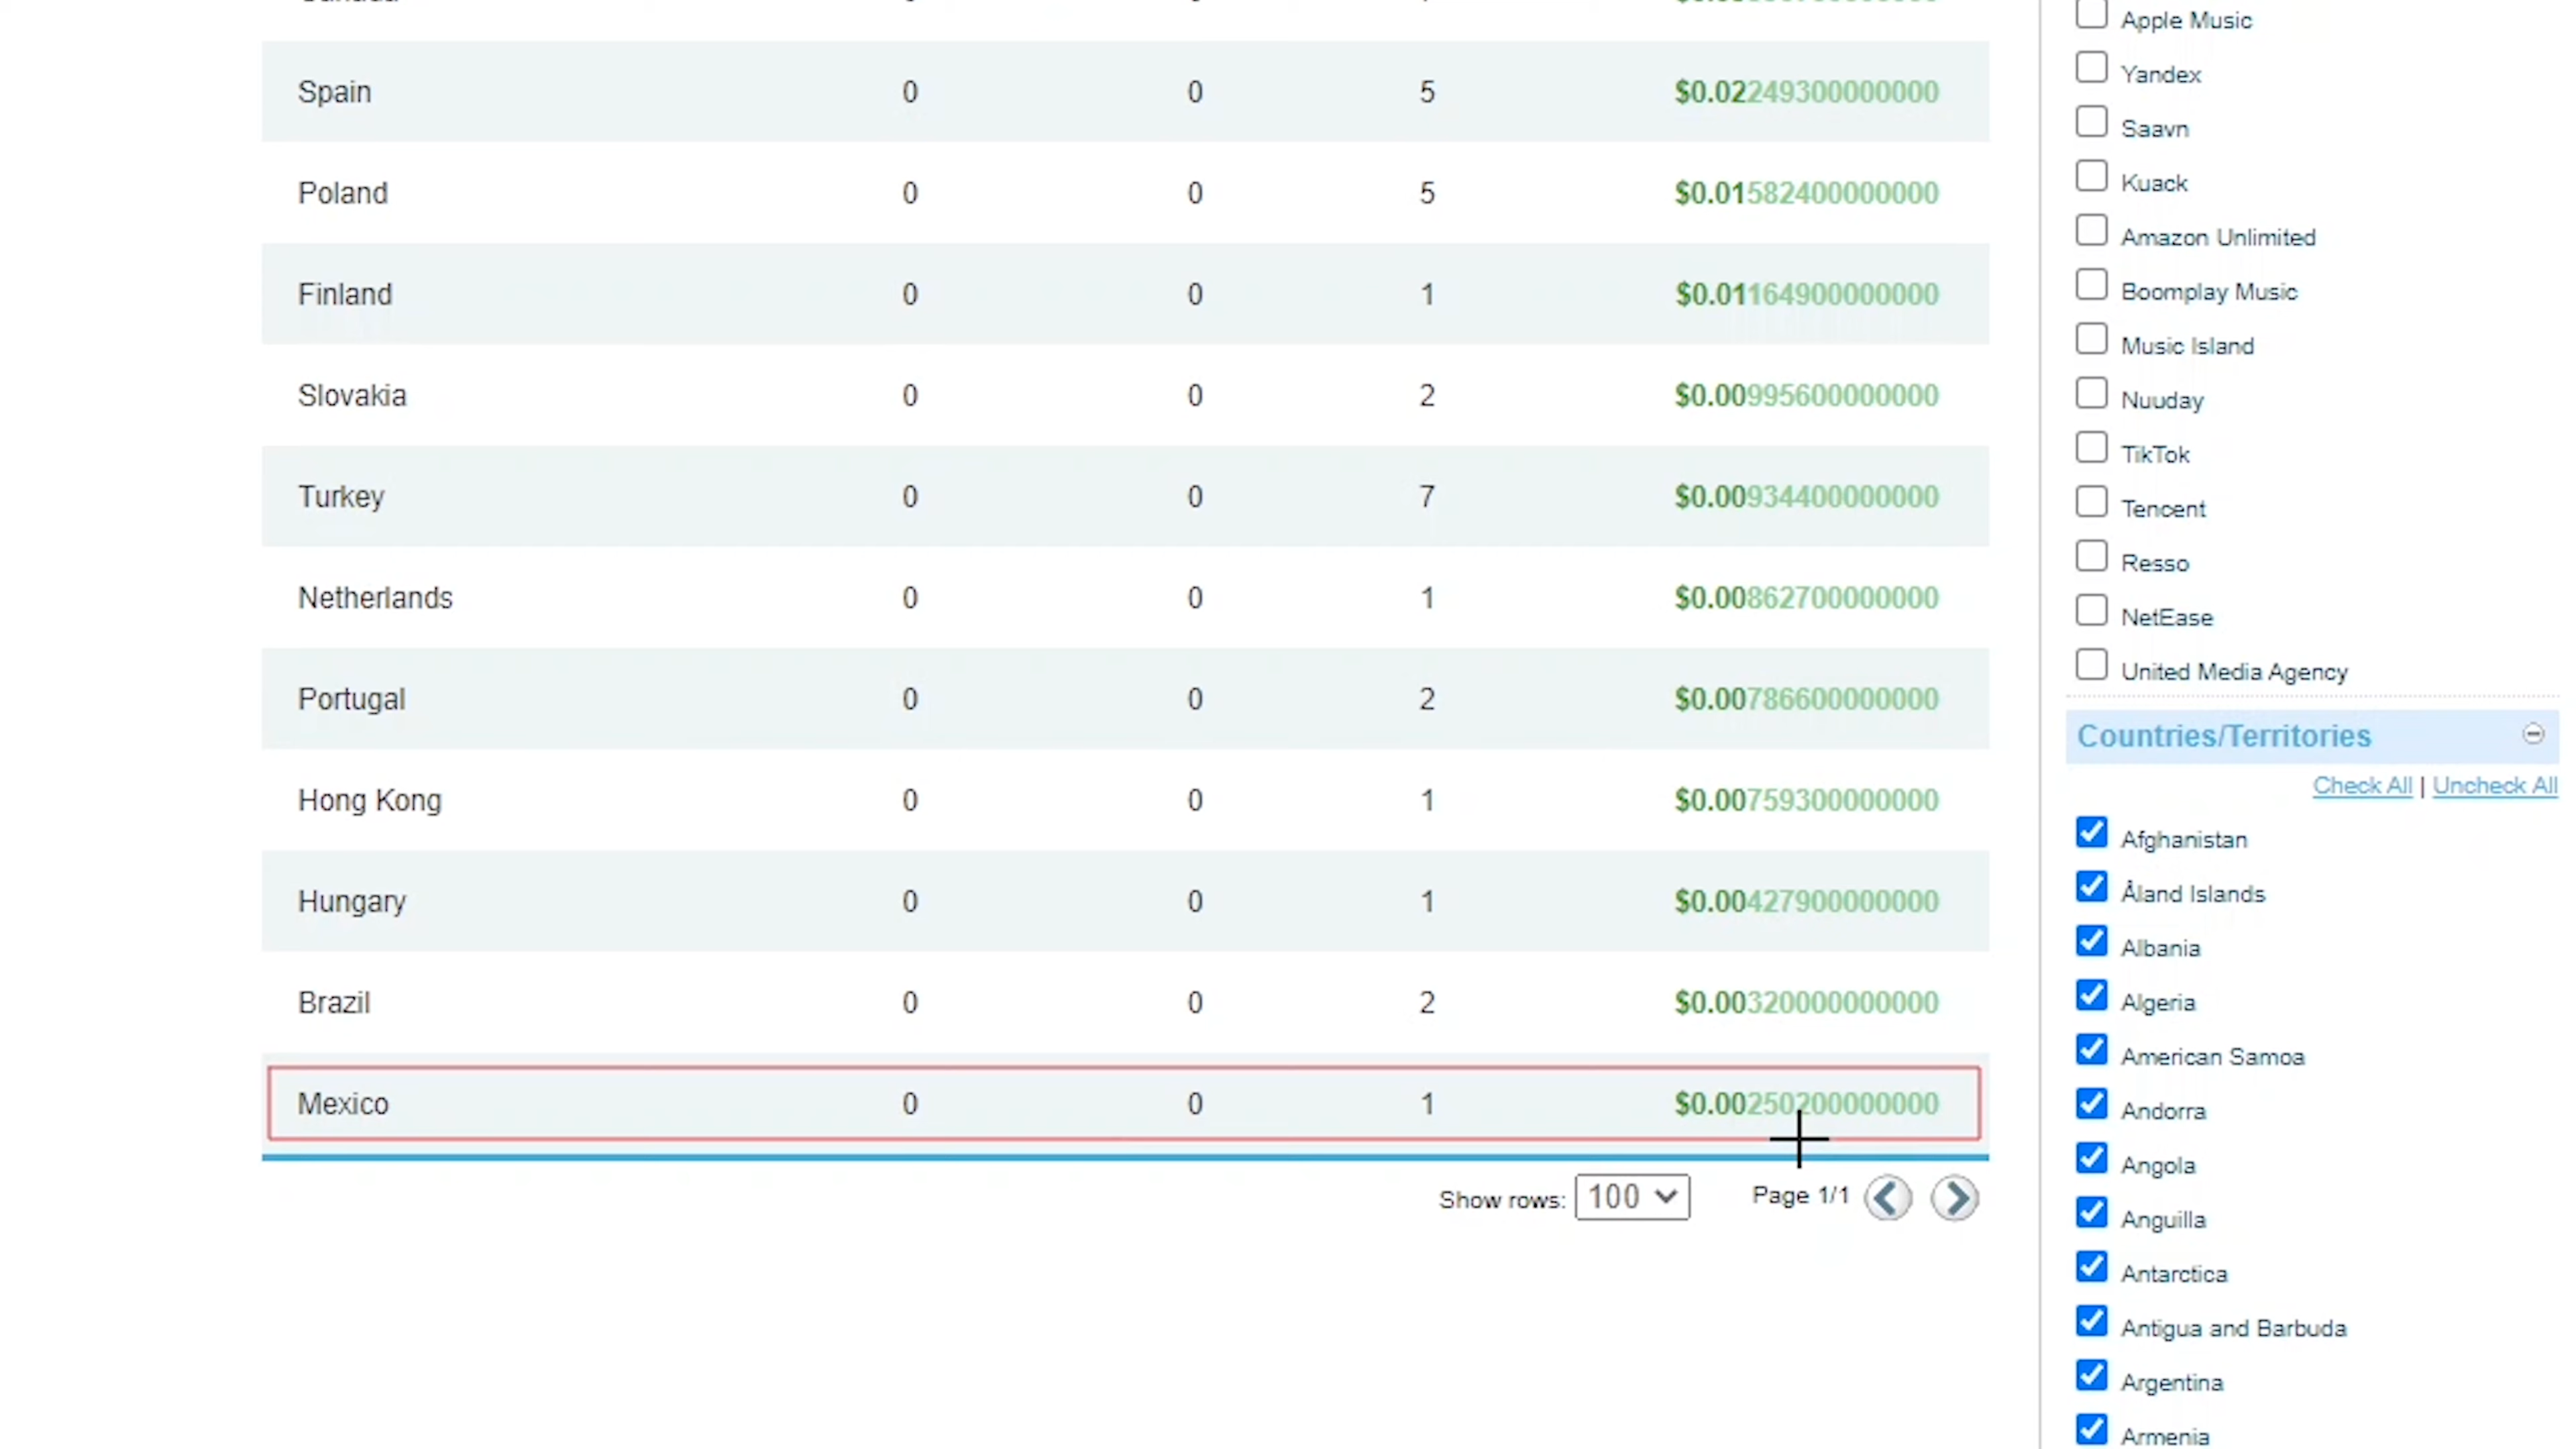 Spain 0 0 5 $0.02249300000000
Poland 0 0 5 $0.01582400000000
Finland 0 0 1 $0.01164900000000
Slovakia 0 0 2 $0.00995600000000
Turkey 0 0 7 $0.00934400000000
Netherlands 0 0 1 $0.00862700000000
Portugal 0 0 2 $0.00786600000000
Hong Kong 0 0 1 $0.00759300000000
Hungary 0 0 1 $0.00427900000000
Brazil 0 0 2 $0.00320000000000
Mexico 0 0 1 $0.00250200000000
Show rows: 100 Page 1/1
Apple Music
Yandex
Saavn
Kuack
Amazon Unlimited
Boomplay Music
Music Island
Nuuday
TikTok
Tencent
Resso
NetEase
United Media Agency
Countries/Territories
Check All | Uncheck All
Afghanistan
Åland Islands
Albania
Algeria
American Samoa
Andorra
Angola
Anguilla
Antarctica
Antigua and Barbuda
Argentina
Armenia